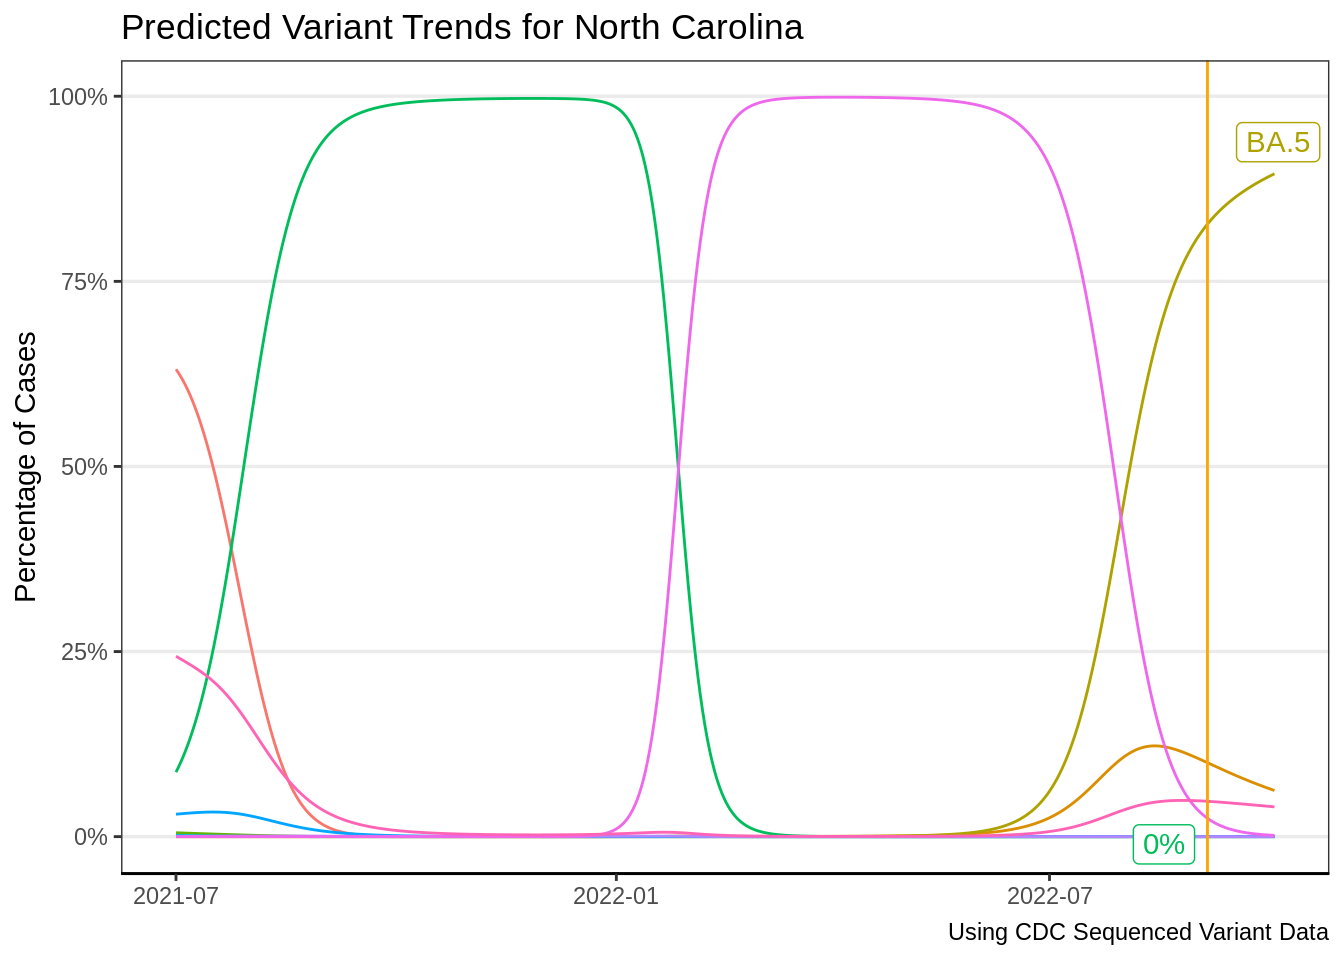 Predicted Variant Trends for North Carolina
100%
BA.5
75%
Percentage of Cases
50%
25%
0%
0%
2021-07
2022-01
2022-07
Using CDC Sequenced Variant Data